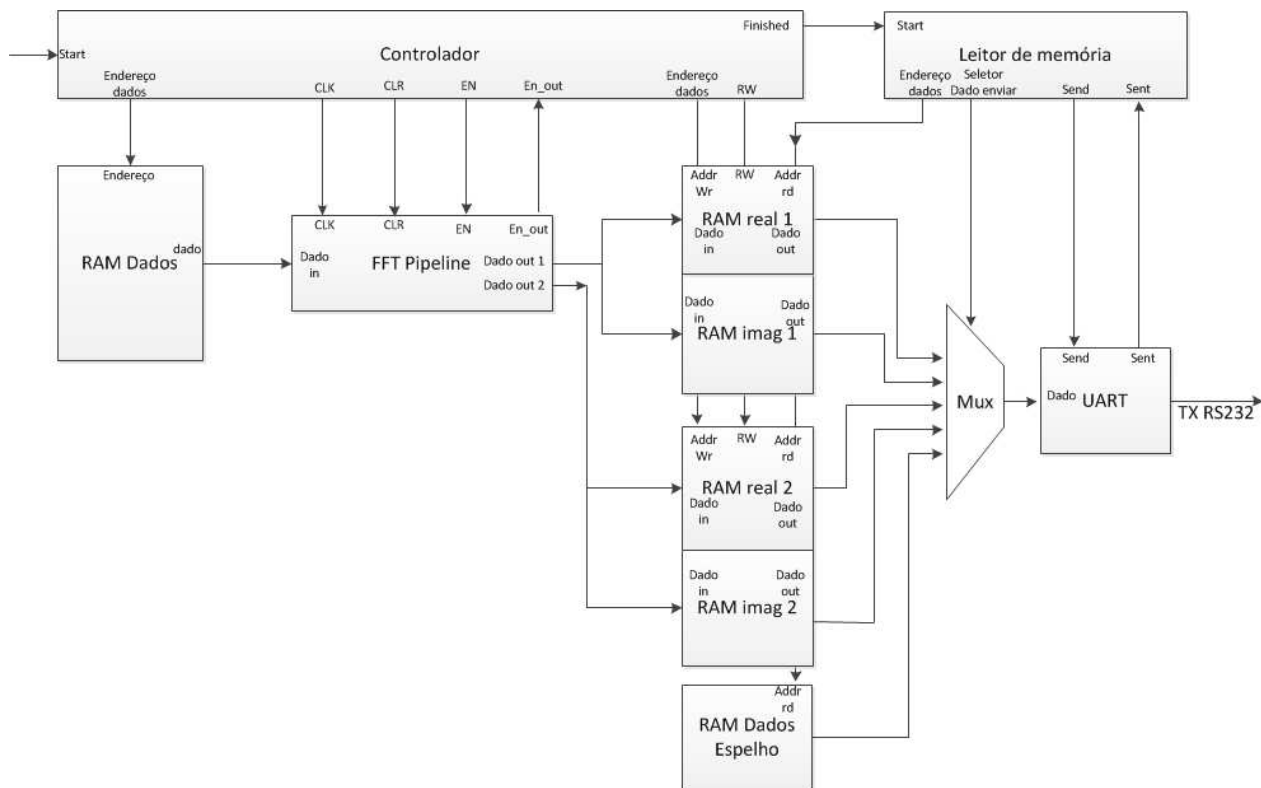 Finished
Start
Start
Controlador
Leitor de memória
Endereço
dados
CLK
CLR
EN
En_out
Endereço
dados
RW
Endereço
dados
Seletor
Dado enviar
Send
Sent
Endereço
RAM Dados
dado
CLK
CLR
EN
En_out
Dado
in
FFT Pipeline
Dado out 1
Dado out 2
Addr
Wr
RW
Addr
rd
RAM real 1
Dado
in
Dado
out
Dado
in
Dado
out
RAM imag 1
Addr
Wr
RW
Addr
rd
RAM real 2
Dado
in
Dado
out
Dado
in
Dado
out
RAM imag 2
Addr
rd
RAM Dados
Espelho
Mux
Send
Sent
Dado
UART
TX RS232